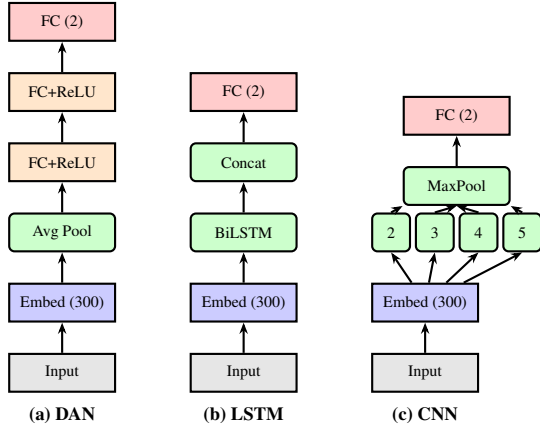 FC (2)
FC+ReLU
FC+ReLU
Avg Pool
Embed (300)
Input
(a) DAN
FC (2)
Concat
BiLSTM
Embed (300)
Input
(b) LSTM
FC (2)
MaxPool
2 3 4 5
Embed (300)
Input
(c) CNN